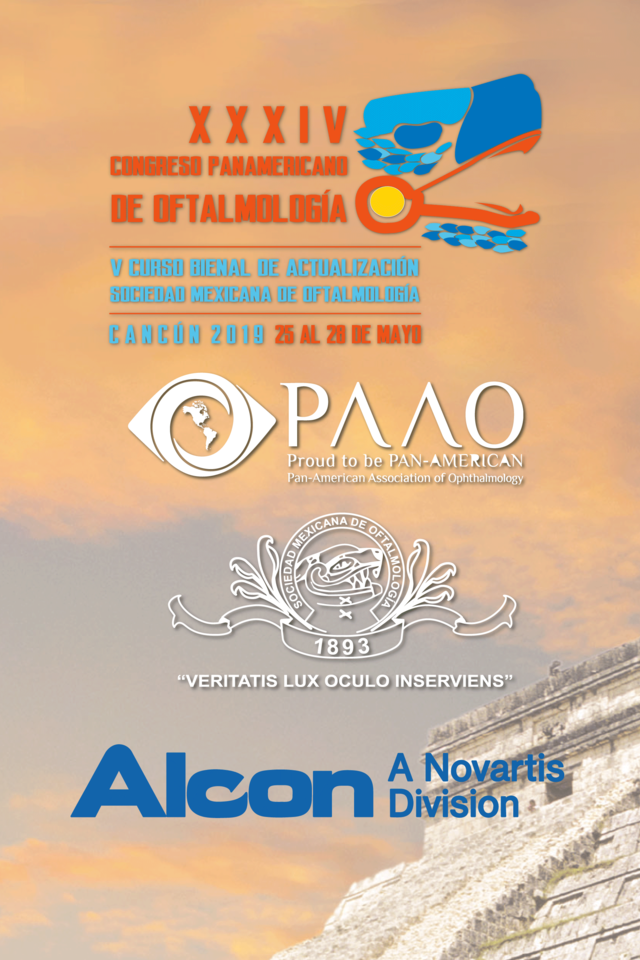 XXXIV
CONGRESO PANAMERICANO
DE OFTALMOLOGÍA
V CURSO BIENAL DE ACTUALIZACIÓN
SOCIEDAD MEXICANA DE OFTALMOLOGÍA
CANCÚN 2019 25 AL 28 DE MAYO
PAAO
Proud to be PAN-AMERICAN
Pan-American Association of Ophthalmology
SOCIEDAD MEXICANA DE OFTALMOLOGÍA
1893
“VERITATIS LUX OCULO INSERVIENS”
Alcon
A Novartis
Division